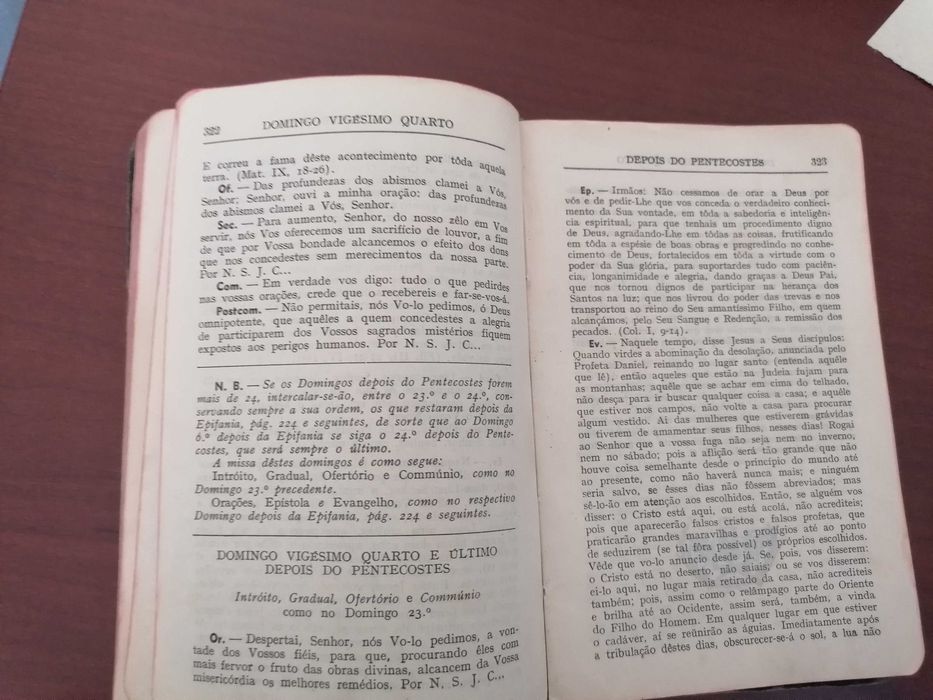 322 DOMINGO VIGÉSIMO QUARTO
E correu a fama dêste acontecimento por tôda aquela
terra. (Mat. IX, 18-26).
Of. — Das profundezas dos abismos clamei a Vós,
Senhor; Senhor, ouvi a minha oração: das profundezas
dos abismos clamei a Vós, Senhor.
Sec. — Para aumento, Senhor, do nosso zêlo em Vos
servir, nós Vos oferecemos um sacrifício de louvor, a fim
de que por Vossa bondade alcancemos o efeito dos dons
que nos concedestes sem merecimentos da nossa parte.
Por N. S. J. C...
Com. — Em verdade vos digo: tudo o que pedirdes
nas vossas orações, crede que o recebereis e far-se-vos-á.
Postcom. — Não permitais, nós Vo-lo pedimos, ó Deus
omnipotente, que aquêles a quem concedestes a alegria
de participarem dos Vossos sagrados mistérios fiquem
expostos aos perigos humanos. Por N. S. J. C...
N. B. — Se os Domingos depois do Pentecostes forem
mais de 24, intercalar-se-ão, entre o 23.º e o 24.º, con-
servando sempre a sua ordem, os que restaram depois da
Epifania, pág. 224 e seguintes, de sorte que ao Domingo
6.º depois da Epifania se siga o 24.º depois do Pente-
costes, que será sempre o último.
A missa dêstes domingos é como segue:
Intróito, Gradual, Ofertório e Commúnio, como no
Domingo 23.º precedente.
Orações, Epístola e Evangelho, como no respectivo
Domingo depois da Epifania, pág. 224 e seguintes.
DOMINGO VIGÉSIMO QUARTO E ÚLTIMO
DEPOIS DO PENTECOSTES
Intróito, Gradual, Ofertório e Commúnio
como no Domingo 23.º
Or. — Despertai, Senhor, nós Vo-lo pedimos, a von-
tade dos Vossos fiéis, para que, procurando êles com
mais fervor o fruto das obras divinas, alcancem da Vossa
misericórdia os melhores remédios. Por N. S. J. C...
DEPOIS DO PENTECOSTES 323
Ep. — Irmãos: Não cessamos de orar a Deus por
vós e de pedir-Lhe que vos conceda o verdadeiro conheci-
mento da Sua vontade, em tôda a sabedoria e inteligên-
cia espiritual, para que tenhais um procedimento digno
de Deus, agradando-Lhe em tôdas as coisas, frutificando
em tôda a espésie de boas obras e progredindo no conhe-
cimento de Deus, fortalecidos em tôda a virtude com o
poder da Sua glória, para suportardes tudo com paciên-
cia, longanimidade e alegria, dando graças a Deus Pai,
que nos tornou dignos de participar na herança dos
Santos na luz; que nos livrou do poder das trevas e nos
transportou ao reino do Seu amantíssimo Filho, em quem
alcançámos, pelo Seu Sangue e Redenção, a remissão dos
pecados. (Col. I, 9-14).
Ev. — Naquele tempo, disse Jesus a Seus discípulos:
Quando virdes a abominação da desolação, anunciada pelo
Profeta Daniel, reinando no lugar santo (entenda aquêle
que lê), então aqueles que estão na Judeia fujam para
as montanhas; aquêle que se achar em cima do telhado,
não desça para ir buscar qualquer coisa a casa; e aquêle
que estiver nos campos, não volte a casa para procurar
algum vestido. Ai das mulheres que estiverem grávidas
ou tiverem de amamentar seus filhos, nesses dias! Rogai
ao Senhor que a vossa fuga não seja nem no inverno,
nem no sábado; pois a aflição será tão grande que não
houve coisa semelhante desde o princípio do mundo até
ao presente, como não haverá nunca mais; e ninguém
seria salvo, se êsses dias não fôssem abreviados; mas
sê-lo-ão em atenção aos escolhidos. Então, se alguém vos
disser: o Cristo está aqui, ou está acolá, não acrediteis;
pois que aparecerão falsos cristos e falsos profetas, que
praticarão grandes maravilhas e prodígios até ao ponto
de seduzirem (se tal fôra possível) os próprios escolhidos.
Vêde que vo-lo anuncio desde já. Se, pois, vos disserem:
o Cristo está no deserto, não saiais; ou se vos disserem:
ei-lo aqui, no lugar mais retirado da casa, não acrediteis
também; pois, assim como o relâmpago parte do Oriente
e brilha até ao Ocidente, assim será, também, a vinda
do Filho do Homem. Em qualquer lugar em que estiver
o cadáver, aí se reunirão as águias. Imediatamente após
a tribulação dêstes dias, obscurecer-se-á o sol, a lua não